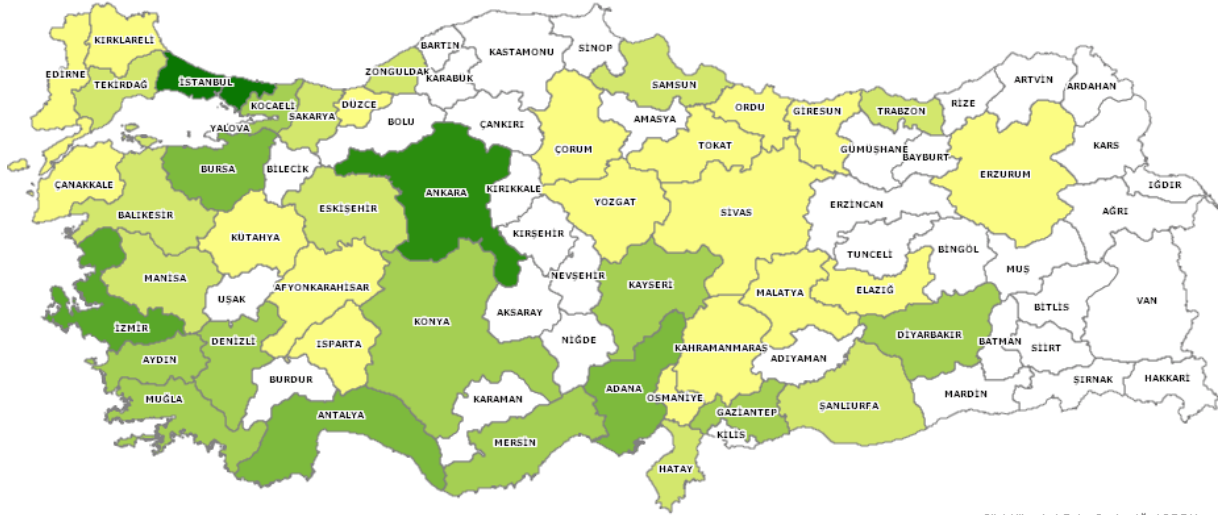 KIRKLARELİ
EDİRNE
TEKİRDAĞ
İSTANBUL
KOCAELİ
YALOVA
SAKARYA
DÜZCE
ZONGULDAK
BARTIN
KARABÜK
KASTAMONU
SİNOP
BOLU
ÇANKIRI
SAMSUN
AMASYA
ÇORUM
ORDU
TOKAT
GİRESUN
TRABZON
RİZE
ARTVİN
ARDAHAN
GÜMÜŞHANE
BAYBURT
KARS
IĞDIR
ERZURUM
AĞRI
ÇANAKKALE
BALIKESİR
BURSA
BİLECİK
ESKİŞEHİR
ANKARA
KIRIKKALE
YOZGAT
SİVAS
ERZİNCAN
KÜTAHYA
KIRŞEHİR
TUNCELİ
BİNGÖL
MUŞ
MANİSA
UŞAK
AFYONKARAHİSAR
NEVŞEHİR
KAYSERİ
MALATYA
ELAZIĞ
BİTLİS
VAN
İZMİR
KONYA
AKSARAY
DİYARBAKIR
BATMAN
SİİRT
AYDIN
DENİZLİ
ISPARTA
NİĞDE
KAHRAMANMARAŞ
ADIYAMAN
MUĞLA
BURDUR
ANTALYA
KARAMAN
MERSİN
ADANA
OSMANİYE
GAZİANTEP
KİLİS
HATAY
ŞANLIURFA
MARDİN
ŞIRNAK
HAKKARİ